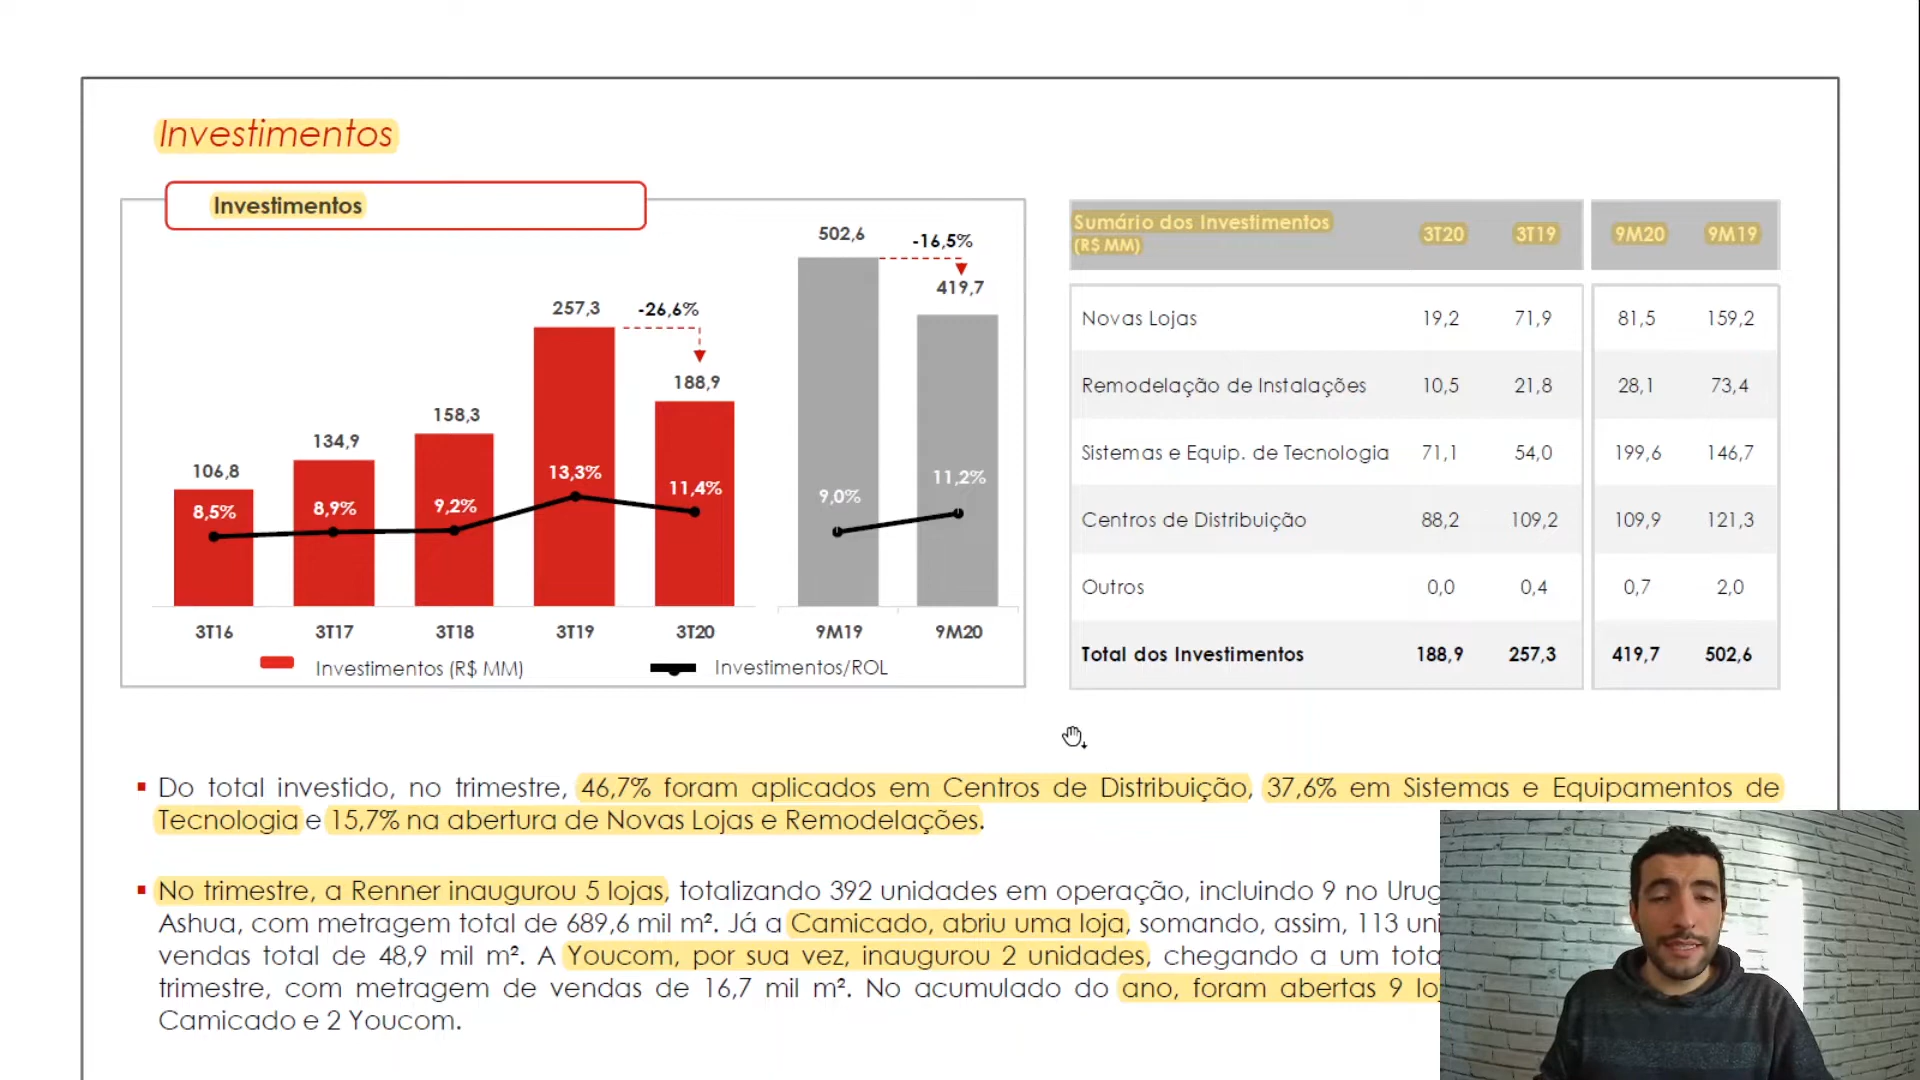 Investimentos
Investimentos
502,6
-16,5%
419,7
257,3
-26,6%
188,9
158,3
134,9
106,8
8,5%
8,9%
9,2%
13,3%
11,4%
9,0%
11,2%
3T16 3T17 3T18 3T19 3T20 9M19 9M20
Investimentos (R$ MM) Investimentos/ROL
Sumário dos Investimentos
(R$ MM) 3T20 3T19 9M20 9M19
Novas Lojas 19,2 71,9 81,5 159,2
Remodelação de Instalações 10,5 21,8 28,1 73,4
Sistemas e Equip. de Tecnologia 71,1 54,0 199,6 146,7
Centros de Distribuição 88,2 109,2 109,9 121,3
Outros 0,0 0,4 0,7 2,0
Total dos Investimentos 188,9 257,3 419,7 502,6
▪ Do total investido, no trimestre, 46,7% foram aplicados em Centros de Distribuição, 37,6% em Sistemas e Equipamentos de
Tecnologia e 15,7% na abertura de Novas Lojas e Remodelações.
▪ No trimestre, a Renner inaugurou 5 lojas, totalizando 392 unidades em operação, incluindo 9 no
Ashua, com metragem total de 689,6 mil m². Já a Camicado, abriu uma loja, somando, assim, 113
vendas total de 48,9 mil m². A Youcom, por sua vez, inaugurou 2 unidades, chegando a um
trimestre, com metragem de vendas de 16,7 mil m². No acumulado do ano, foram abertas 9
Camicado e 2 Youcom.